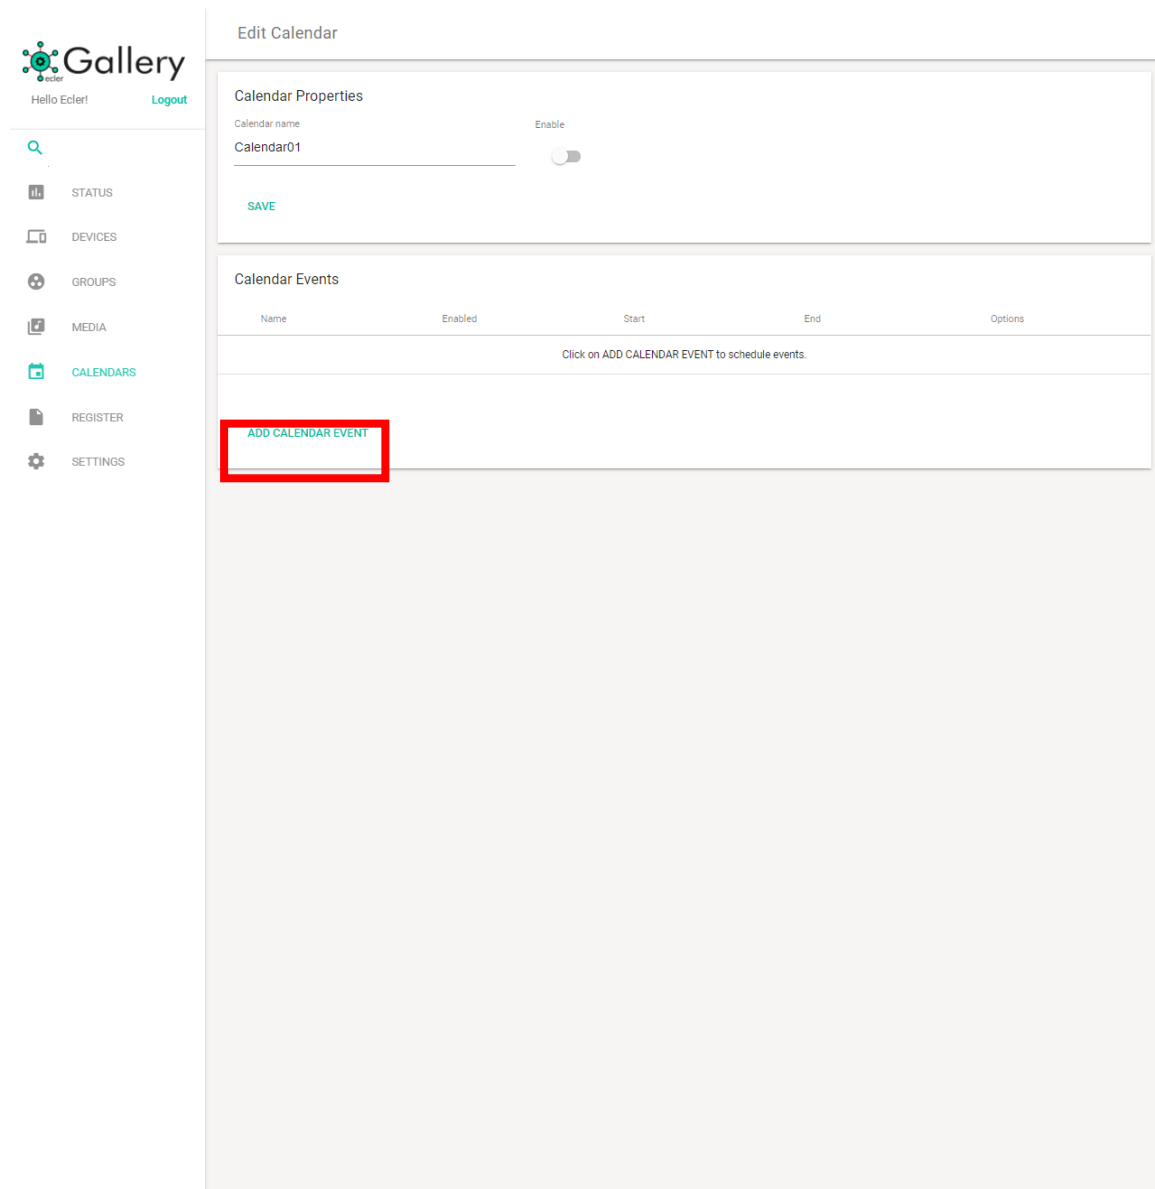 Edit Calendar
Gallery
ecler
Hello Ecler!
Logout
STATUS
DEVICES
GROUPS
MEDIA
CALENDARS
REGISTER
SETTINGS
Calendar Properties
Calendar name
Enable
Calendar01
SAVE
Calendar Events
Name Enabled Start End Options
Click on ADD CALENDAR EVENT to schedule events.
ADD CALENDAR EVENT